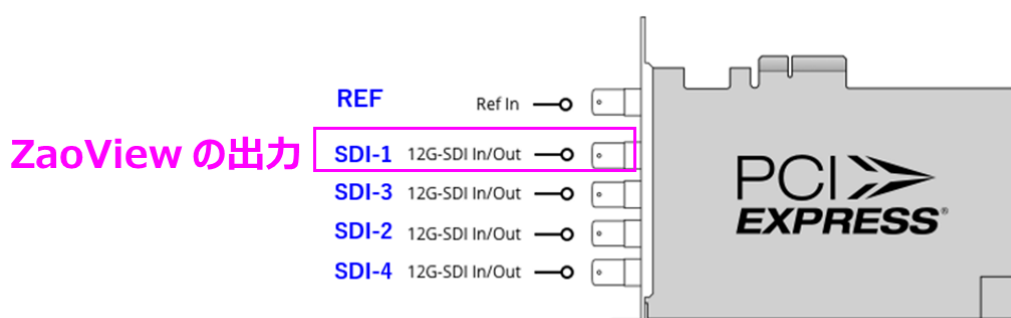 REF Ref In
ZaoView の出力 SDI-1 12G-SDI In/Out
SDI-3 12G-SDI In/Out
SDI-2 12G-SDI In/Out
SDI-4 12G-SDI In/Out
PCI
EXPRESS®